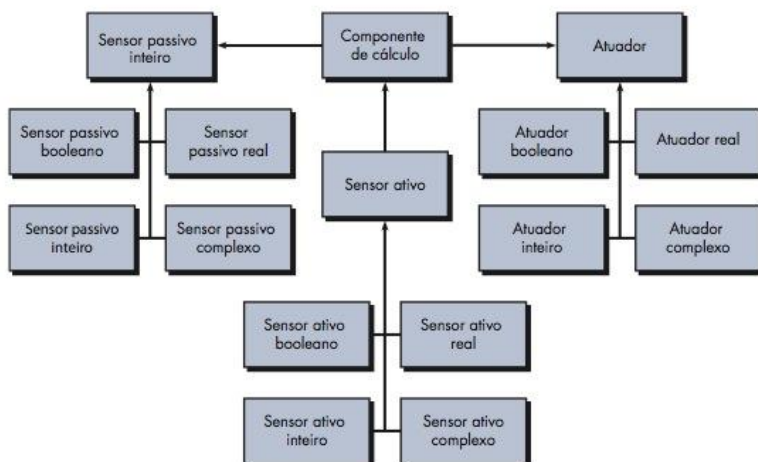 Sensor passivo
inteiro
Componente
de cálculo
Atuador
Sensor passivo
booleano
Sensor
passivo real
Sensor passivo
inteiro
Sensor passivo
complexo
Sensor ativo
Atuador
booleano
Atuador real
Atuador
inteiro
Atuador
complexo
Sensor ativo
booleano
Sensor ativo
real
Sensor ativo
inteiro
Sensor ativo
complexo